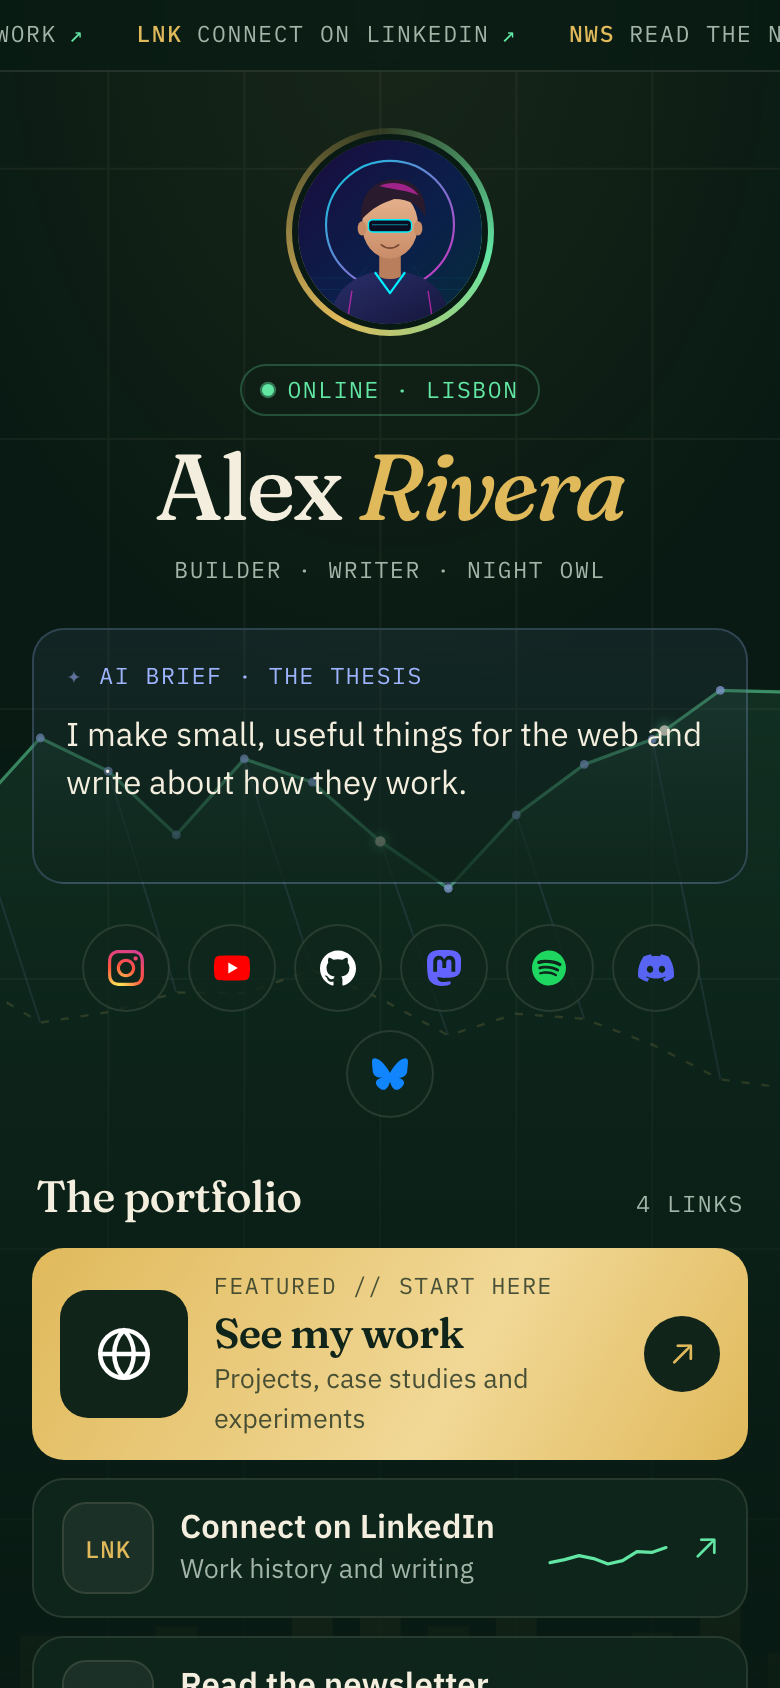 WORK ↗ LNK CONNECT ON LINKEDIN ↗ NWS READ THE N
ONLINE · LISBON
Alex Rivera
BUILDER · WRITER · NIGHT OWL
✦ AI BRIEF · THE THESIS
I make small, useful things for the web and
write about how they work.
The portfolio
4 LINKS
FEATURED // START HERE
See my work
Projects, case studies and
experiments
LNK
Connect on LinkedIn
Work history and writing
Read the newsletter